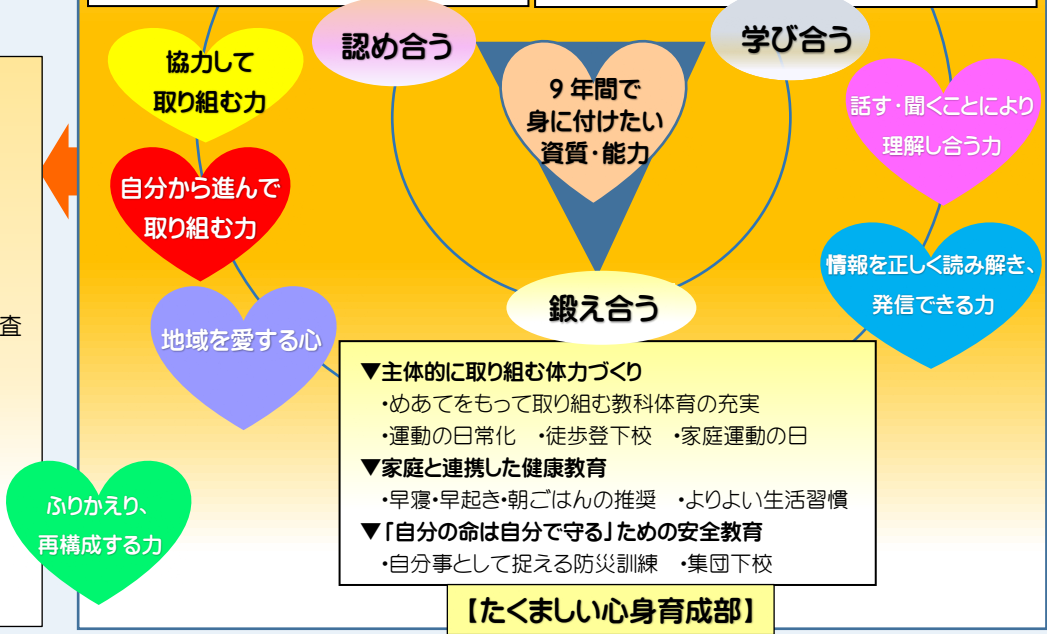 認め合う
学び合う
協力して
取り組む力
9年間で
身に付けたい
資質・能力
話す・聞くことにより
理解し合う力
自分から進んで
取り組む力
情報を正しく読み解き、
発信できる力
鍛え合う
地域を愛する心
査
▼主体的に取り組む体力づくり
・めあてをもって取り組む教科体育の充実
・運動の日常化　・徒歩登下校　・家庭運動の日
▼家庭と連携した健康教育
・早寝・早起き・朝ごはんの推奨　・よりよい生活習慣
▼「自分の命は自分で守る」ための安全教育
・自分事として捉える防災訓練　・集団下校
ふりかえり、
再構成する力
【たくましい心身育成部】